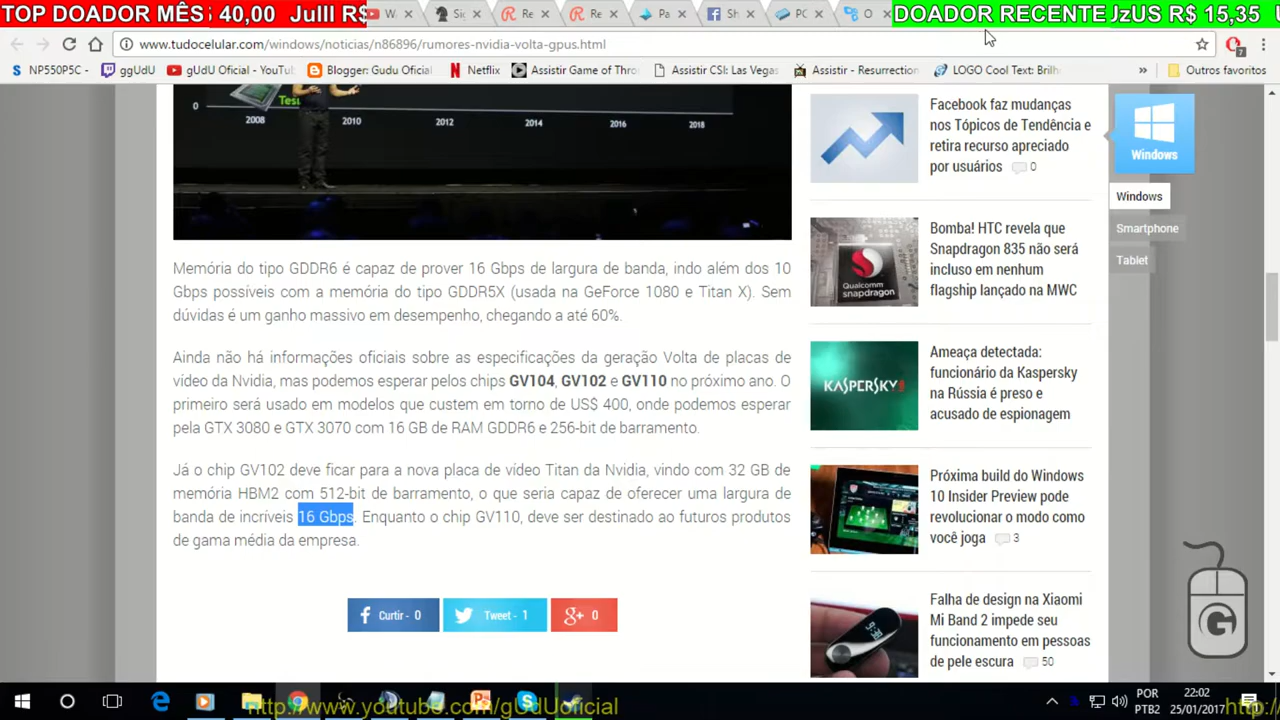 TOP DOADOR MÊS 40,00 Julll R$
DOADOR RECENTE JzUS R$ 15,35
Re
Re
Pa
Sh
PC
O
www.tudocelular.com/windows/noticias/n86896/rumores-nvidia-volta-gpus.html
7
NP550P5C -
ggUdU
gUdU Oficial - YouTu
Blogger: Gudu Oficial
Netflix
Assistir Game of Thro
Assistir CSI: Las Vegas
Assistir - Resurrection
LOGO Cool Text: Brilh
»
Outros favoritos
0
2008
2010
2012
2014
2016
2018
Memória do tipo GDDR6 é capaz de prover 16 Gbps de largura de banda, indo além dos 10
Gbps possíveis com a memória do tipo GDDR5X (usada na GeForce 1080 e Titan X). Sem
dúvidas é um ganho massivo em desempenho, chegando a até 60%.
Ainda não há informações oficiais sobre as especificações da geração Volta de placas de
vídeo da Nvidia, mas podemos esperar pelos chips GV104, GV102 e GV110 no próximo ano. O
primeiro será usado em modelos que custem em torno de US$ 400, onde podemos esperar
pela GTX 3080 e GTX 3070 com 16 GB de RAM GDDR6 e 256-bit de barramento.
Já o chip GV102 deve ficar para a nova placa de vídeo Titan da Nvidia, vindo com 32 GB de
memória HBM2 com 512-bit de barramento, o que seria capaz de oferecer uma largura de
banda de incríveis 16 Gbps. Enquanto o chip GV110, deve ser destinado ao futuros produtos
de gama média da empresa.
Curtir - 0
Tweet - 1
g+ 0
Facebook faz mudanças
nos Tópicos de Tendência e
retira recurso apreciado
por usuários 0
Qualcomm
snapdragon
Bomba! HTC revela que
Snapdragon 835 não será
incluso em nenhum
flagship lançado na MWC
KASPERSKY
Ameaça detectada:
funcionário da Kaspersky
na Rússia é preso e
acusado de espionagem
Próxima build do Windows
10 Insider Preview pode
revolucionar o modo como
você joga 3
Falha de design na Xiaomi
Mi Band 2 impede seu
funcionamento em pessoas
de pele escura 50
Windows
Windows
Smartphone
Tablet
G
http://www.youtube.com/gUdUoficial
http:/
POR
PTB2
22:02
25/01/2017